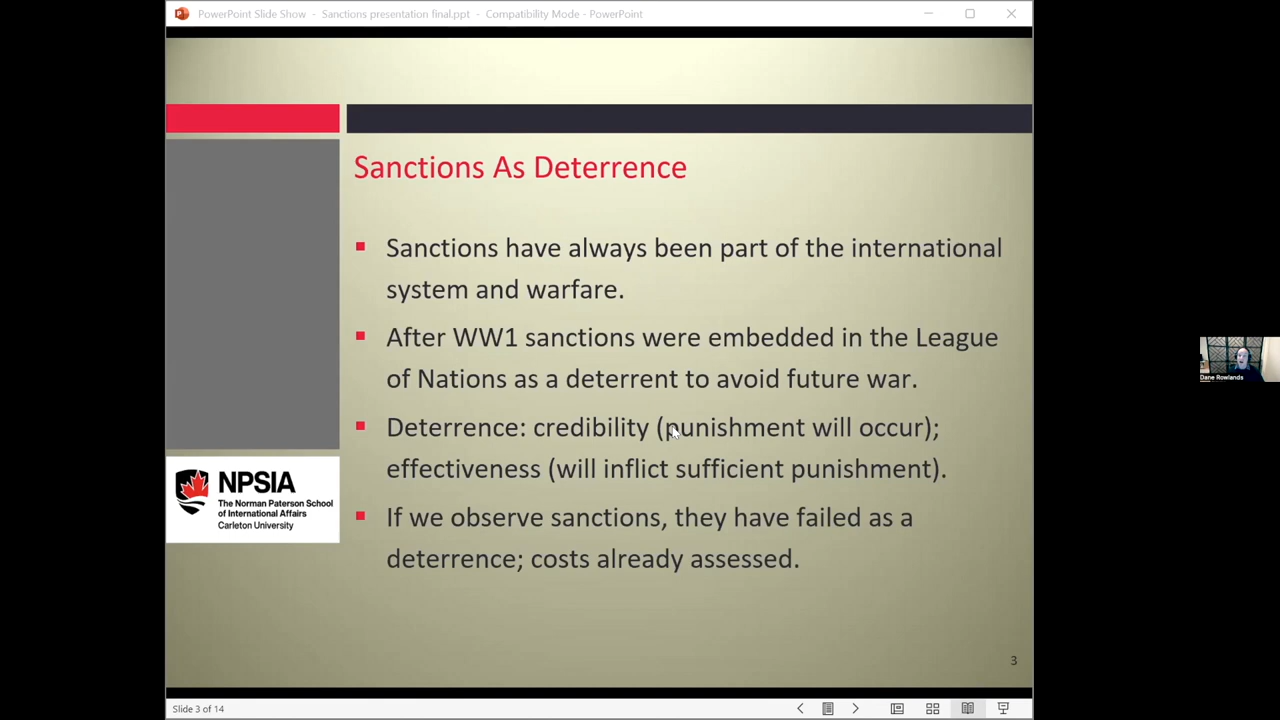 PowerPoint Slide Show - Sanctions presentation final.ppt - Compatibility Mode - PowerPoint
Sanctions As Deterrence
Sanctions have always been part of the international
system and warfare.
After WW1 sanctions were embedded in the League
of Nations as a deterrent to avoid future war.
Deterrence: credibility (punishment will occur);
effectiveness (will inflict sufficient punishment).
If we observe sanctions, they have failed as a
deterrence; costs already assessed.
NPSIA
The Norman Paterson School
of International Affairs
Carleton University
Dane Rowlands
3
Slide 3 of 14